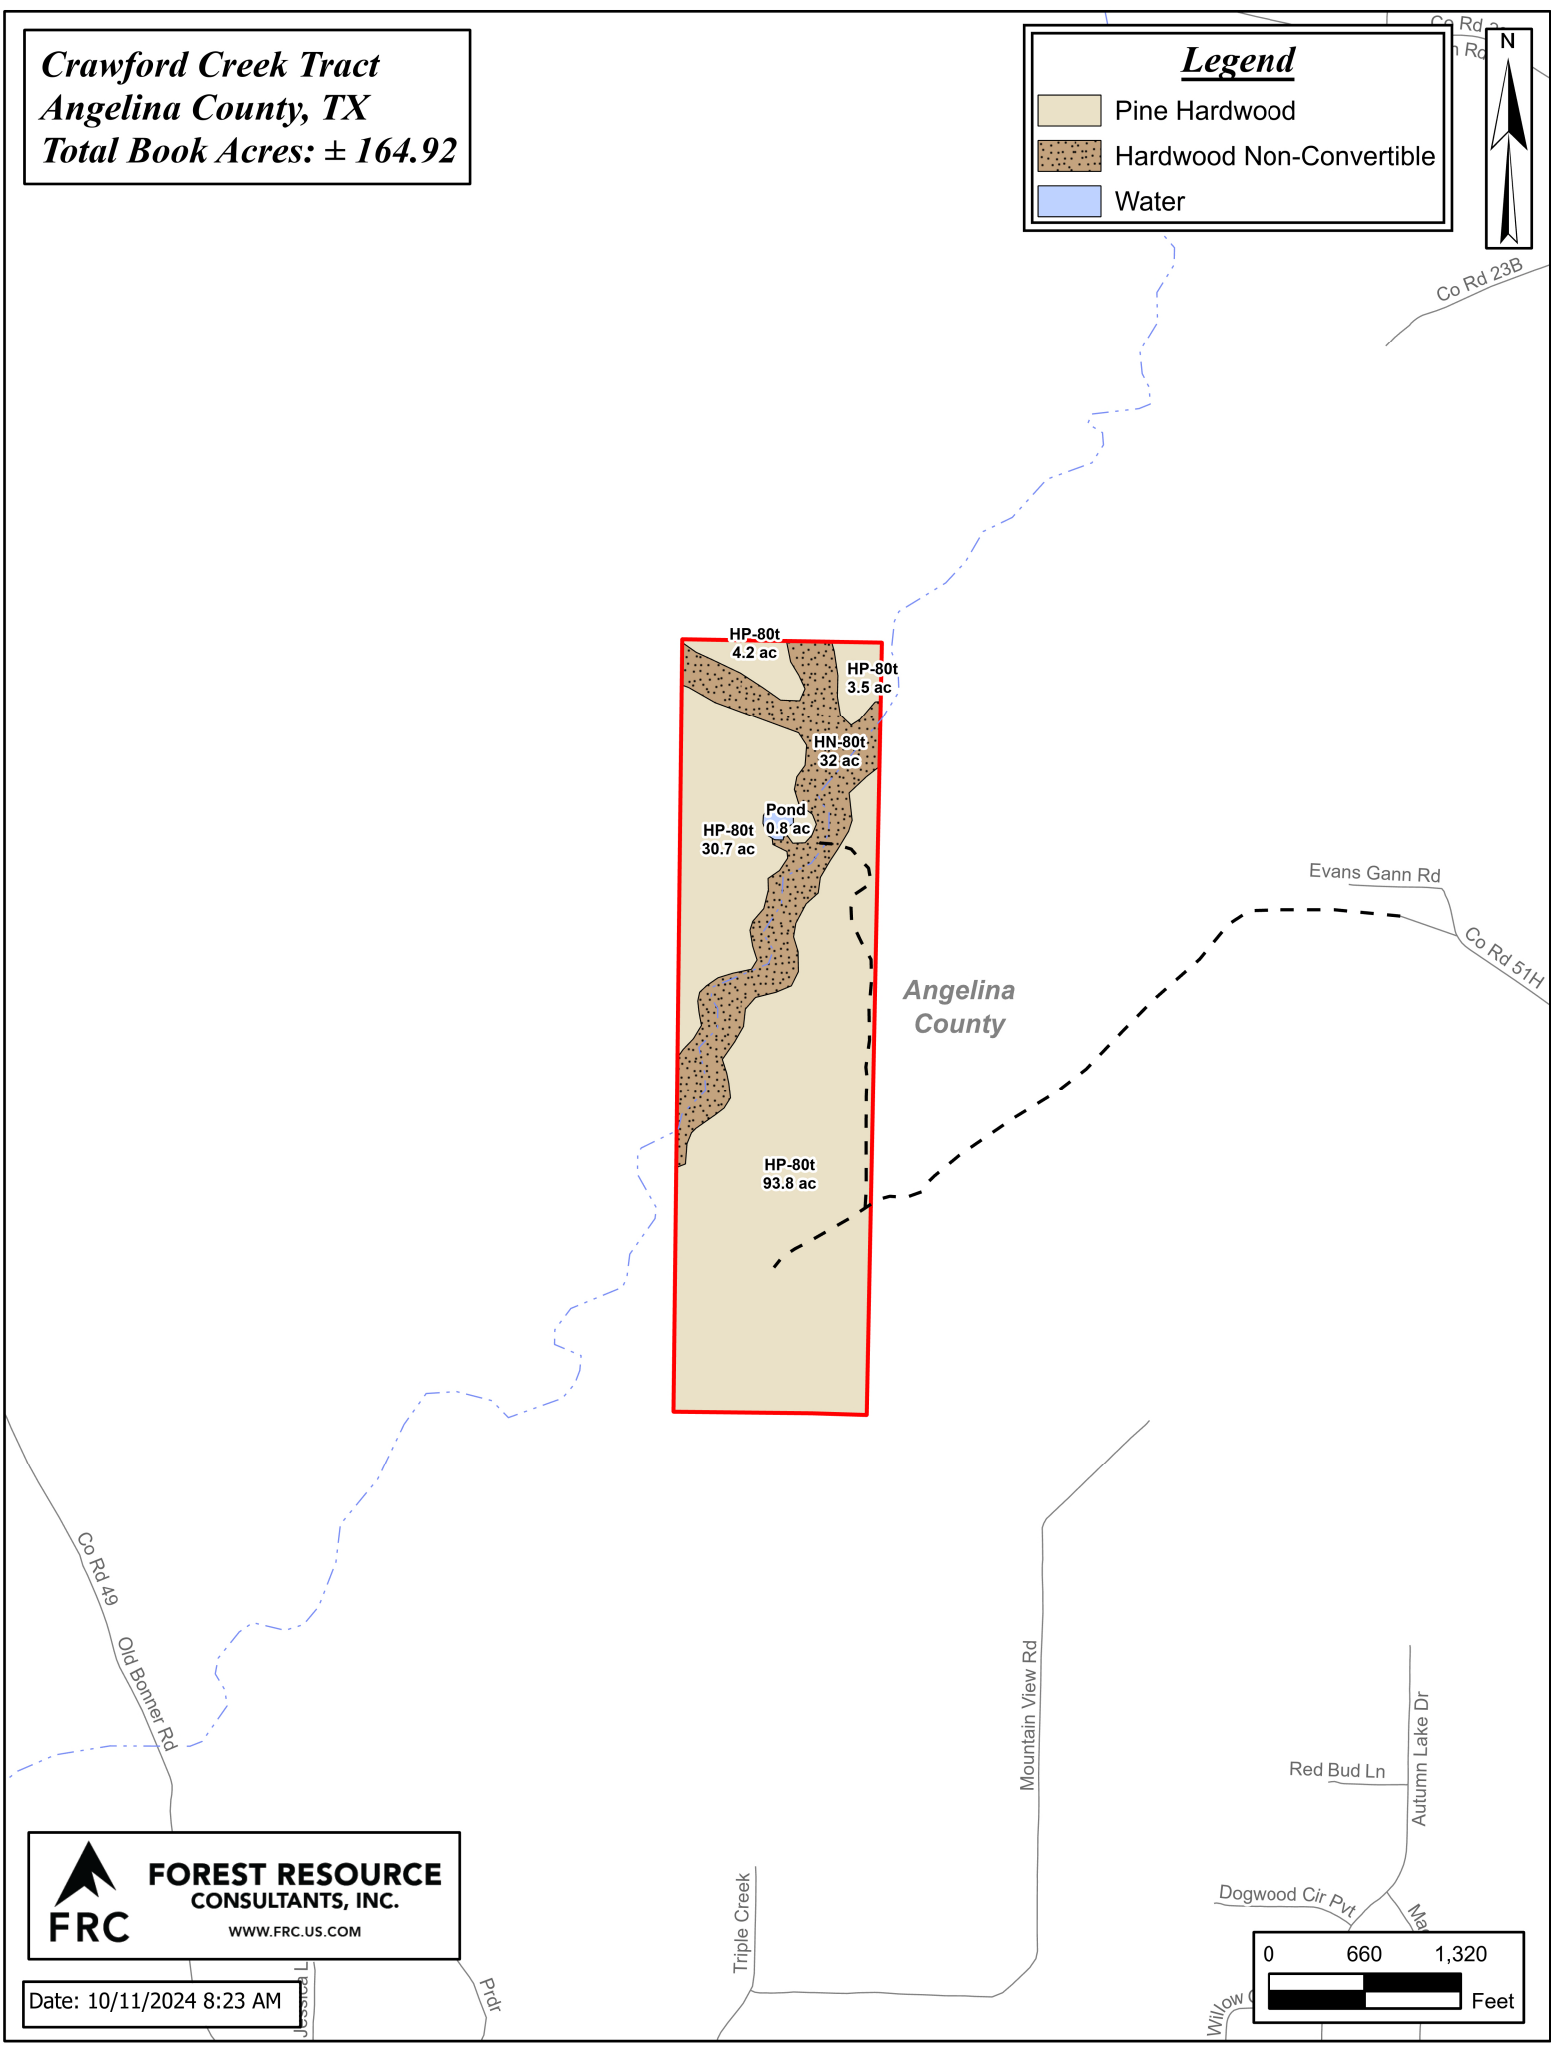 Crawford Creek Tract
Angelina County, TX
Total Book Acres: ± 164.92
Legend
Pine Hardwood
Hardwood Non-Convertible
Water
N
Co Rd
Rd
Co Rd 23B
HP-80t
4.2 ac
HP-80t
3.5 ac
HN-80t
32 ac
Pond
0.8 ac
HP-80t
30.7 ac
Evans Gann Rd
Co Rd 51H
Angelina
County
HP-80t
93.8 ac
Co Rd 49
Old Bonner Rd
Mountain View Rd
Autumn Lake Dr
Red Bud Ln
Dogwood Cir Pvt
Triple Creek
Prdr
Jessica L
Willow
FRC
FOREST RESOURCE
CONSULTANTS, INC.
WWW.FRC.US.COM
Date: 10/11/2024 8:23 AM
0 660 1,320
Feet